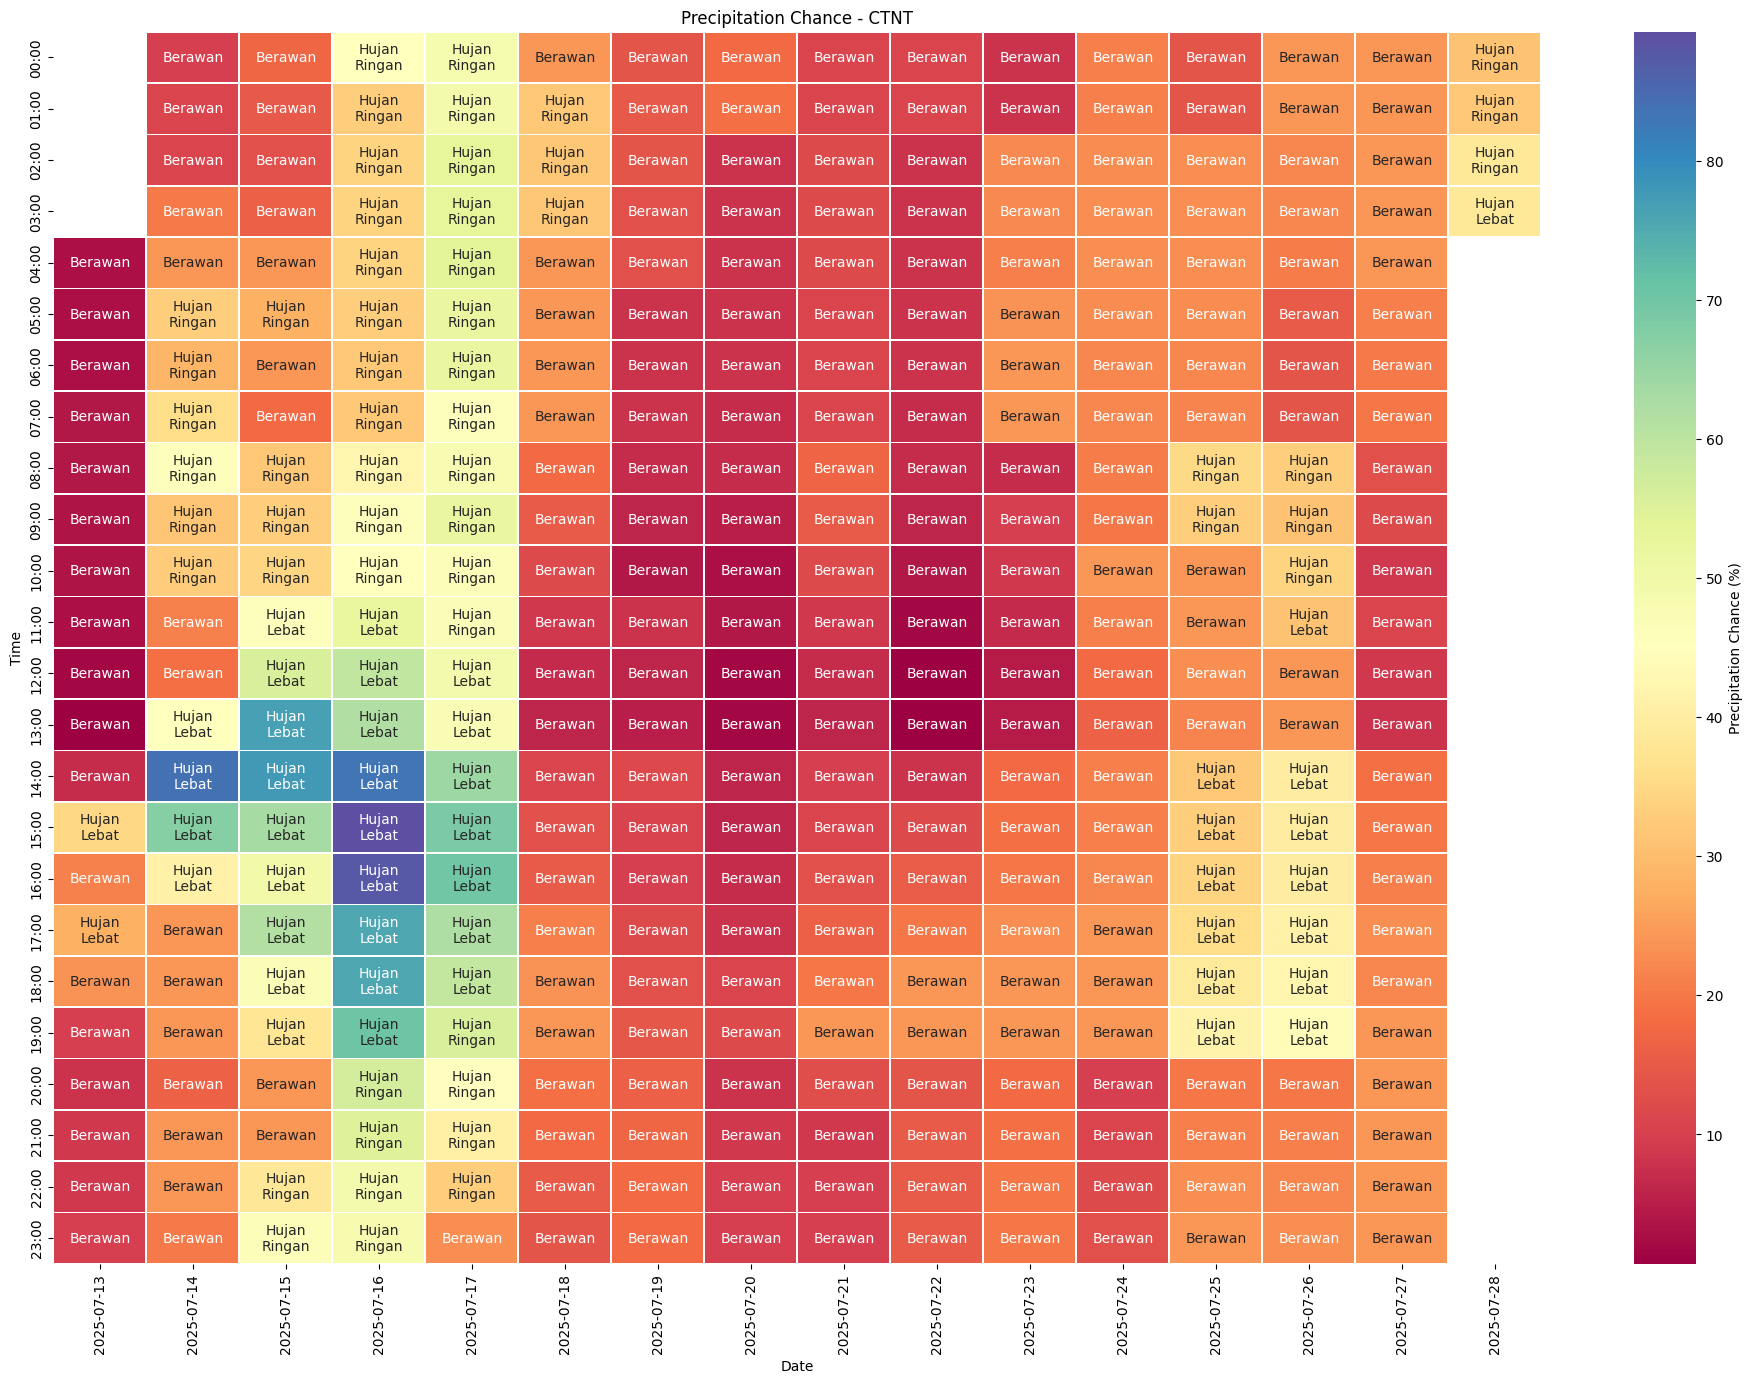 Precipitation Chance - CTNT
00:00 Berawan Berawan Hujan Ringan Hujan Ringan Berawan Berawan Berawan Berawan Berawan Berawan Berawan Berawan Berawan Berawan Hujan Ringan
01:00 Berawan Berawan Hujan Ringan Hujan Ringan Hujan Ringan Berawan Berawan Berawan Berawan Berawan Berawan Berawan Berawan Berawan Hujan Ringan
02:00 Berawan Berawan Hujan Ringan Hujan Ringan Hujan Ringan Berawan Berawan Berawan Berawan Berawan Berawan Berawan Berawan Berawan Hujan Ringan
03:00 Berawan Berawan Hujan Ringan Hujan Ringan Hujan Ringan Berawan Berawan Berawan Berawan Berawan Berawan Berawan Berawan Berawan Hujan Lebat
04:00 Berawan Berawan Berawan Hujan Ringan Hujan Ringan Berawan Berawan Berawan Berawan Berawan Berawan Berawan Berawan Berawan Berawan
05:00 Berawan Hujan Ringan Hujan Ringan Hujan Ringan Hujan Ringan Berawan Berawan Berawan Berawan Berawan Berawan Berawan Berawan Berawan Berawan
06:00 Berawan Hujan Ringan Berawan Hujan Ringan Hujan Ringan Berawan Berawan Berawan Berawan Berawan Berawan Berawan Berawan Berawan Berawan
07:00 Berawan Hujan Ringan Berawan Hujan Ringan Hujan Ringan Berawan Berawan Berawan Berawan Berawan Berawan Berawan Berawan Berawan Berawan
08:00 Berawan Hujan Ringan Hujan Ringan Hujan Ringan Hujan Ringan Berawan Berawan Berawan Berawan Berawan Berawan Berawan Hujan Ringan Hujan Ringan Berawan
09:00 Berawan Hujan Ringan Hujan Ringan Hujan Ringan Hujan Ringan Berawan Berawan Berawan Berawan Berawan Berawan Berawan Hujan Ringan Hujan Ringan Berawan
10:00 Berawan Hujan Ringan Hujan Ringan Hujan Ringan Hujan Ringan Berawan Berawan Berawan Berawan Berawan Berawan Berawan Berawan Hujan Ringan Berawan
11:00 Berawan Berawan Hujan Lebat Hujan Lebat Hujan Ringan Berawan Berawan Berawan Berawan Berawan Berawan Berawan Berawan Hujan Lebat Berawan
12:00 Berawan Berawan Hujan Lebat Hujan Lebat Hujan Lebat Berawan Berawan Berawan Berawan Berawan Berawan Berawan Berawan Berawan Berawan
13:00 Berawan Hujan Lebat Hujan Lebat Hujan Lebat Hujan Lebat Berawan Berawan Berawan Berawan Berawan Berawan Berawan Berawan Berawan Berawan
14:00 Berawan Hujan Lebat Hujan Lebat Hujan Lebat Hujan Lebat Berawan Berawan Berawan Berawan Berawan Berawan Berawan Hujan Lebat Hujan Lebat Berawan
15:00 Hujan Lebat Hujan Lebat Hujan Lebat Hujan Lebat Hujan Lebat Berawan Berawan Berawan Berawan Berawan Berawan Berawan Hujan Lebat Hujan Lebat Berawan
16:00 Berawan Hujan Lebat Hujan Lebat Hujan Lebat Hujan Lebat Berawan Berawan Berawan Berawan Berawan Berawan Berawan Hujan Lebat Hujan Lebat Berawan
17:00 Hujan Lebat Berawan Hujan Lebat Hujan Lebat Hujan Lebat Berawan Berawan Berawan Berawan Berawan Berawan Berawan Hujan Lebat Hujan Lebat Berawan
18:00 Berawan Berawan Hujan Lebat Hujan Lebat Hujan Lebat Berawan Berawan Berawan Berawan Berawan Berawan Berawan Hujan Lebat Hujan Lebat Berawan
19:00 Berawan Berawan Hujan Lebat Hujan Lebat Hujan Ringan Berawan Berawan Berawan Berawan Berawan Berawan Berawan Hujan Lebat Hujan Lebat Berawan
20:00 Berawan Berawan Berawan Hujan Ringan Hujan Ringan Berawan Berawan Berawan Berawan Berawan Berawan Berawan Berawan Berawan Berawan
21:00 Berawan Berawan Berawan Hujan Ringan Hujan Ringan Berawan Berawan Berawan Berawan Berawan Berawan Berawan Berawan Berawan Berawan
22:00 Berawan Berawan Hujan Ringan Hujan Ringan Hujan Ringan Berawan Berawan Berawan Berawan Berawan Berawan Berawan Berawan Berawan Berawan
23:00 Berawan Berawan Hujan Ringan Hujan Ringan Berawan Berawan Berawan Berawan Berawan Berawan Berawan Berawan Berawan Berawan Berawan
Time
2025-07-13 2025-07-14 2025-07-15 2025-07-16 2025-07-17 2025-07-18 2025-07-19 2025-07-20 2025-07-21 2025-07-22 2025-07-23 2025-07-24 2025-07-25 2025-07-26 2025-07-27 2025-07-28
Date
80
70
60
50
40
30
20
10
Precipitation Chance (%)